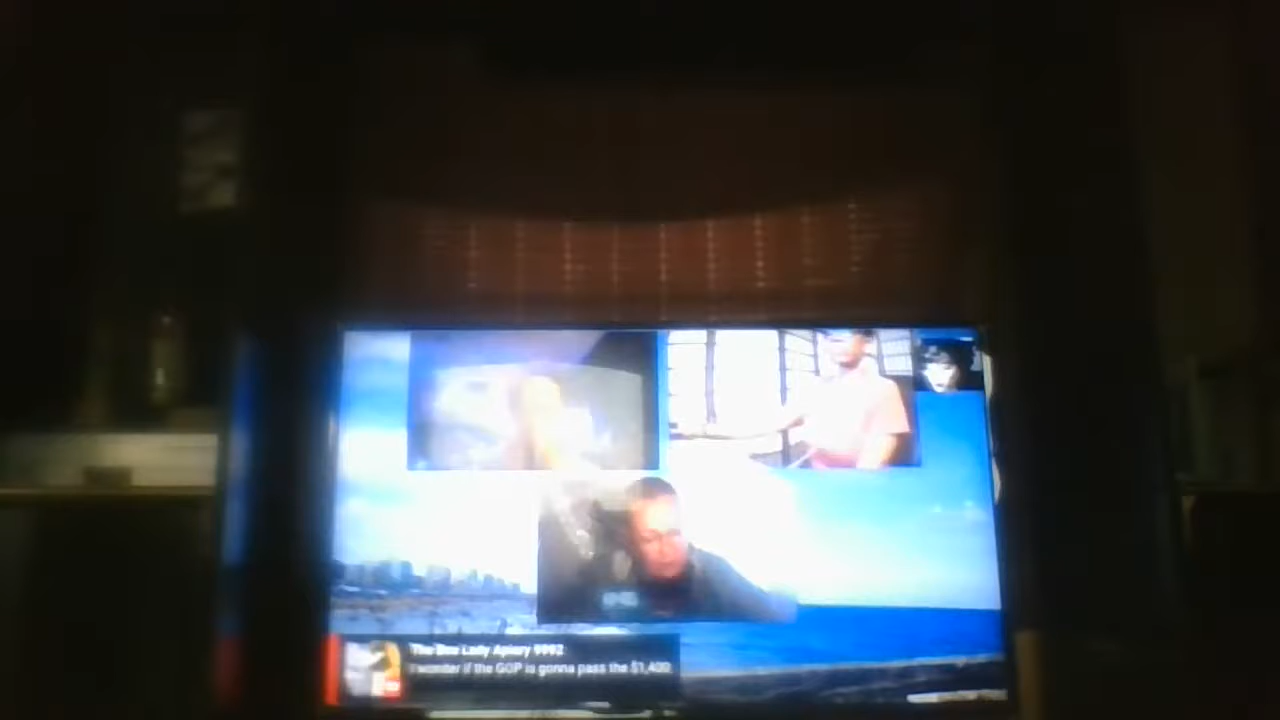 The Bee Lady Apiary 9992
I wonder if the GOP is gonna pass the $1,400